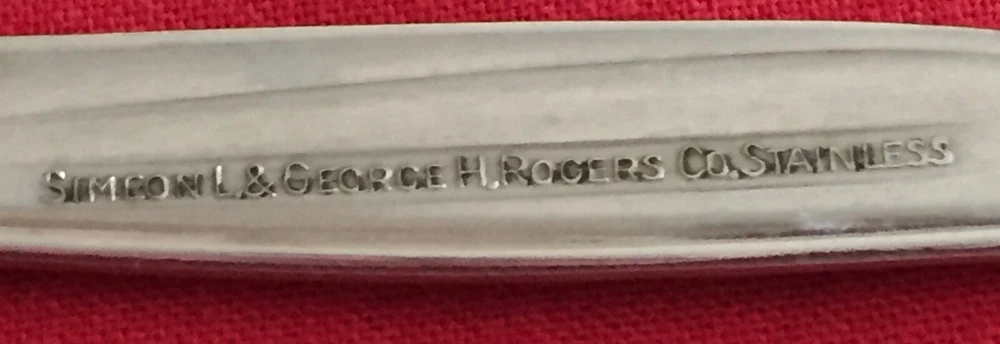 SIMEON L. & GEORGE H. ROGERS CO. STAINLESS